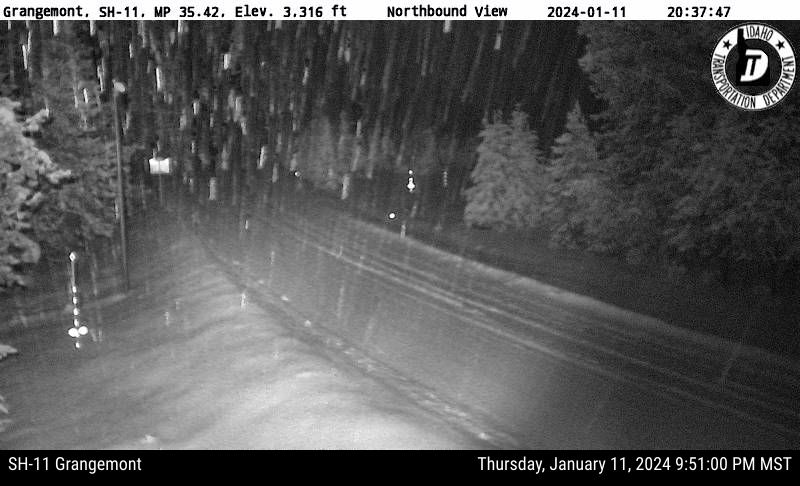 Grangemont, SH-11, MP 35.42, Elev. 3,316 ft Northbound View 2024-01-11 20:37:47
IDAHO
TRANSPORTATION DEPARTMENT
SH-11 Grangemont Thursday, January 11, 2024 9:51:00 PM MST